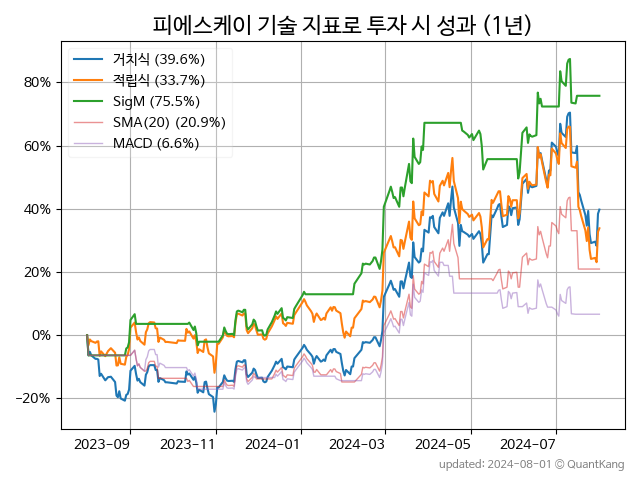 피에스케이 기술 지표로 투자 시 성과 (1년)
거치식 (39.6%)
적립식 (33.7%)
SigM (75.5%)
SMA(20) (20.9%)
MACD (6.6%)
80%
60%
40%
20%
0%
−20%
2023-09 2023-11 2024-01 2024-03 2024-05 2024-07
updated: 2024-08-01 © QuantKang